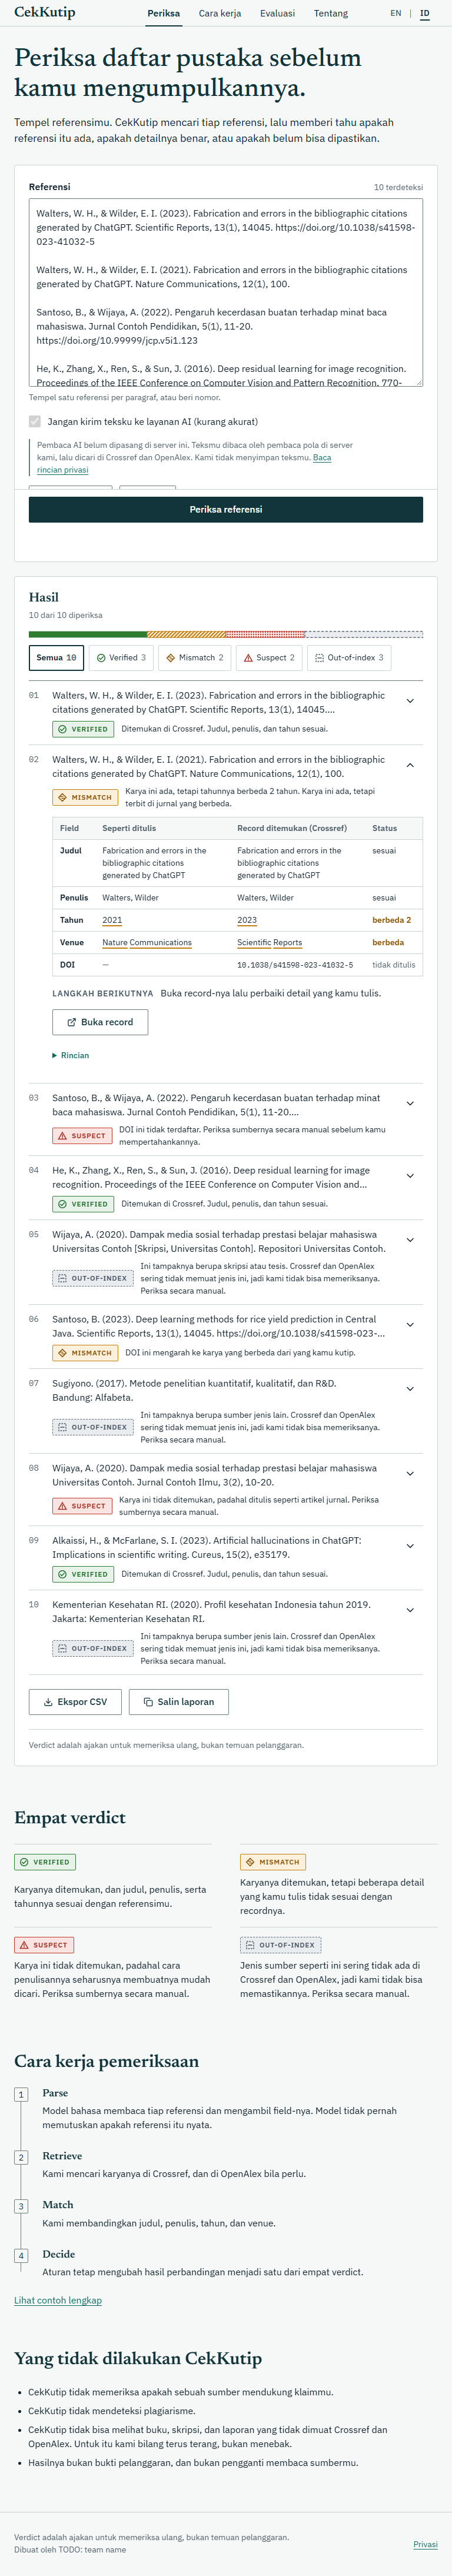 CekKutip
Periksa
Cara kerja
Evaluasi
Tentang
EN | ID
Periksa daftar pustaka sebelum
kamu mengumpulkannya.
Tempel referensimu. CekKutip mencari tiap referensi, lalu memberi tahu apakah
referensi itu ada, apakah detailnya benar, atau apakah belum bisa dipastikan.
Referensi
10 terdeteksi
Walters, W. H., & Wilder, E. I. (2023). Fabrication and errors in the bibliographic citations
generated by ChatGPT. Scientific Reports, 13(1), 14045. https://doi.org/10.1038/s41598-
023-41032-5
Walters, W. H., & Wilder, E. I. (2021). Fabrication and errors in the bibliographic citations
generated by ChatGPT. Nature Communications, 12(1), 100.
Santoso, B., & Wijaya, A. (2022). Pengaruh kecerdasan buatan terhadap minat baca
mahasiswa. Jurnal Contoh Pendidikan, 5(1), 11-20.
https://doi.org/10.99999/jcp.v5i1.123
He, K., Zhang, X., Ren, S., & Sun, J. (2016). Deep residual learning for image recognition.
Proceedings of the IEEE Conference on Computer Vision and Pattern Recognition, 770-
Tempel satu referensi per paragraf, atau beri nomor.
Jangan kirim teksku ke layanan AI (kurang akurat)
Pembaca AI belum dipasang di server ini. Teksmu dibaca oleh pembaca pola di server
kami, lalu dicari di Crossref dan OpenAlex. Kami tidak menyimpan teksmu. Baca
rincian privasi
Periksa referensi
Hasil
10 dari 10 diperiksa
Semua 10
Verified 3
Mismatch 2
Suspect 2
Out-of-index 3
01
Walters, W. H., & Wilder, E. I. (2023). Fabrication and errors in the bibliographic
citations generated by ChatGPT. Scientific Reports, 13(1), 14045....
VERIFIED
Ditemukan di Crossref. Judul, penulis, dan tahun sesuai.
02
Walters, W. H., & Wilder, E. I. (2021). Fabrication and errors in the bibliographic
citations generated by ChatGPT. Nature Communications, 12(1), 100.
MISMATCH
Karya ini ada, tetapi tahunnya berbeda 2 tahun. Karya ini ada, tetapi
terbit di jurnal yang berbeda.
Field
Seperti ditulis
Record ditemukan (Crossref)
Status
Judul
Fabrication and errors in the
bibliographic citations
generated by ChatGPT
Fabrication and errors in the
bibliographic citations
generated by ChatGPT
sesuai
Penulis
Walters, Wilder
Walters, Wilder
sesuai
Tahun
2021
2023
berbeda 2
Venue
Nature Communications
Scientific Reports
berbeda
DOI
—
10.1038/s41598-023-41032-5
tidak ditulis
LANGKAH BERIKUTNYA Buka record-nya lalu perbaiki detail yang kamu tulis.
Buka record
Rincian
03
Santoso, B., & Wijaya, A. (2022). Pengaruh kecerdasan buatan terhadap minat
baca mahasiswa. Jurnal Contoh Pendidikan, 5(1), 11-20....
SUSPECT
DOI ini tidak terdaftar. Periksa sumbernya secara manual sebelum kamu
mempertahankannya.
04
He, K., Zhang, X., Ren, S., & Sun, J. (2016). Deep residual learning for image
recognition. Proceedings of the IEEE Conference on Computer Vision and...
VERIFIED
Ditemukan di Crossref. Judul, penulis, dan tahun sesuai.
05
Wijaya, A. (2020). Dampak media sosial terhadap prestasi belajar mahasiswa
Universitas Contoh [Skripsi, Universitas Contoh]. Repositori Universitas Contoh.
OUT-OF-INDEX
Ini tampaknya berupa skripsi atau tesis. Crossref dan OpenAlex
sering tidak memuat jenis ini, jadi kami tidak bisa memeriksanya.
Periksa secara manual.
06
Santoso, B. (2023). Deep learning methods for rice yield prediction in Central
Java. Scientific Reports, 13(1), 14045. https://doi.org/10.1038/s41598-023-...
MISMATCH
DOI ini mengarah ke karya yang berbeda dari yang kamu kutip.
07
Sugiyono. (2017). Metode penelitian kuantitatif, kualitatif, dan R&D.
Bandung: Alfabeta.
OUT-OF-INDEX
Ini tampaknya berupa sumber jenis lain. Crossref dan OpenAlex
sering tidak memuat jenis ini, jadi kami tidak bisa memeriksanya.
Periksa secara manual.
08
Wijaya, A. (2020). Dampak media sosial terhadap prestasi belajar mahasiswa
Universitas Contoh. Jurnal Contoh Ilmu, 3(2), 10-20.
SUSPECT
Karya ini tidak ditemukan, padahal ditulis seperti artikel jurnal. Periksa
sumbernya secara manual.
09
Alkaissi, H., & McFarlane, S. I. (2023). Artificial hallucinations in ChatGPT:
Implications in scientific writing. Cureus, 15(2), e35179.
VERIFIED
Ditemukan di Crossref. Judul, penulis, dan tahun sesuai.
10
Kementerian Kesehatan RI. (2020). Profil kesehatan Indonesia tahun 2019.
Jakarta: Kementerian Kesehatan RI.
OUT-OF-INDEX
Ini tampaknya berupa sumber jenis lain. Crossref dan OpenAlex
sering tidak memuat jenis ini, jadi kami tidak bisa memeriksanya.
Periksa secara manual.
Ekspor CSV
Salin laporan
Verdict adalah ajakan untuk memeriksa ulang, bukan temuan pelanggaran.
Empat verdict
VERIFIED
Karyanya ditemukan, dan judul, penulis, serta
tahunnya sesuai dengan referensimu.
MISMATCH
Karyanya ditemukan, tetapi beberapa detail
yang kamu tulis tidak sesuai dengan
recordnya.
SUSPECT
Karya ini tidak ditemukan, padahal cara
penulisannya seharusnya membuatnya mudah
dicari. Periksa sumbernya secara manual.
OUT-OF-INDEX
Jenis sumber seperti ini sering tidak ada di
Crossref dan OpenAlex, jadi kami tidak bisa
memastikannya. Periksa secara manual.
Cara kerja pemeriksaan
1
Parse
Model bahasa membaca tiap referensi dan mengambil field-nya. Model tidak pernah
memutuskan apakah referensi itu nyata.
2
Retrieve
Kami mencari karyanya di Crossref, dan di OpenAlex bila perlu.
3
Match
Kami membandingkan judul, penulis, tahun, dan venue.
4
Decide
Aturan tetap mengubah hasil perbandingan menjadi satu dari empat verdict.
Lihat contoh lengkap
Yang tidak dilakukan CekKutip
• CekKutip tidak memeriksa apakah sebuah sumber mendukung klaimmu.
• CekKutip tidak mendeteksi plagiarisme.
• CekKutip tidak bisa melihat buku, skripsi, dan laporan yang tidak dimuat Crossref dan
OpenAlex. Untuk itu kami bilang terus terang, bukan menebak.
• Hasilnya bukan bukti pelanggaran, dan bukan pengganti membaca sumbermu.
Verdict adalah ajakan untuk memeriksa ulang, bukan temuan pelanggaran.
Dibuat oleh TODO: team name
Privasi